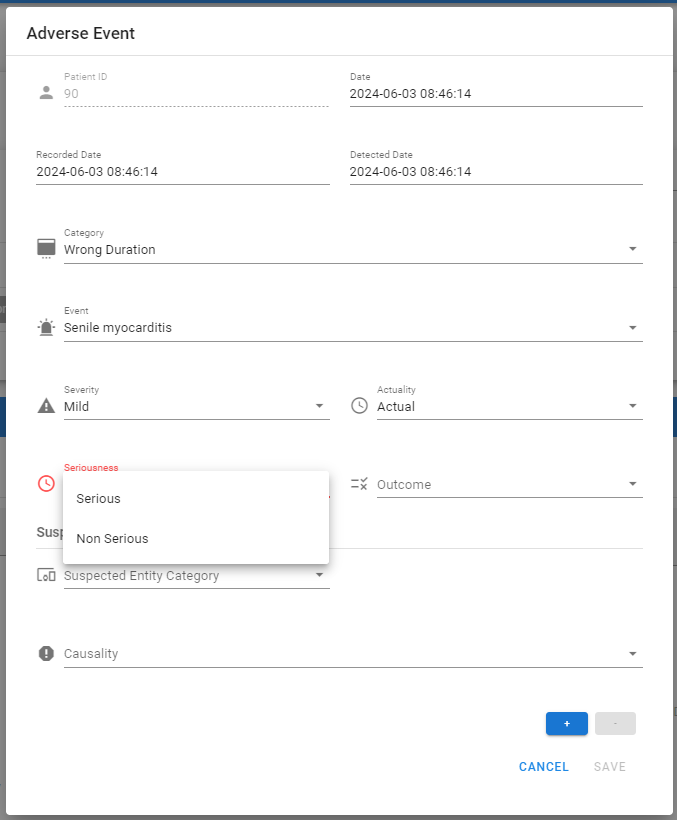 Adverse Event
Patient ID
90
Date
2024-06-03 08:46:14
Recorded Date
2024-06-03 08:46:14
Detected Date
2024-06-03 08:46:14
Category
Wrong Duration
Event
Senile myocarditis
Severity
Mild
Actuality
Actual
Seriousness
Serious
Non Serious
Outcome
Suspected Entity Category
Causality
+
-
CANCEL
SAVE